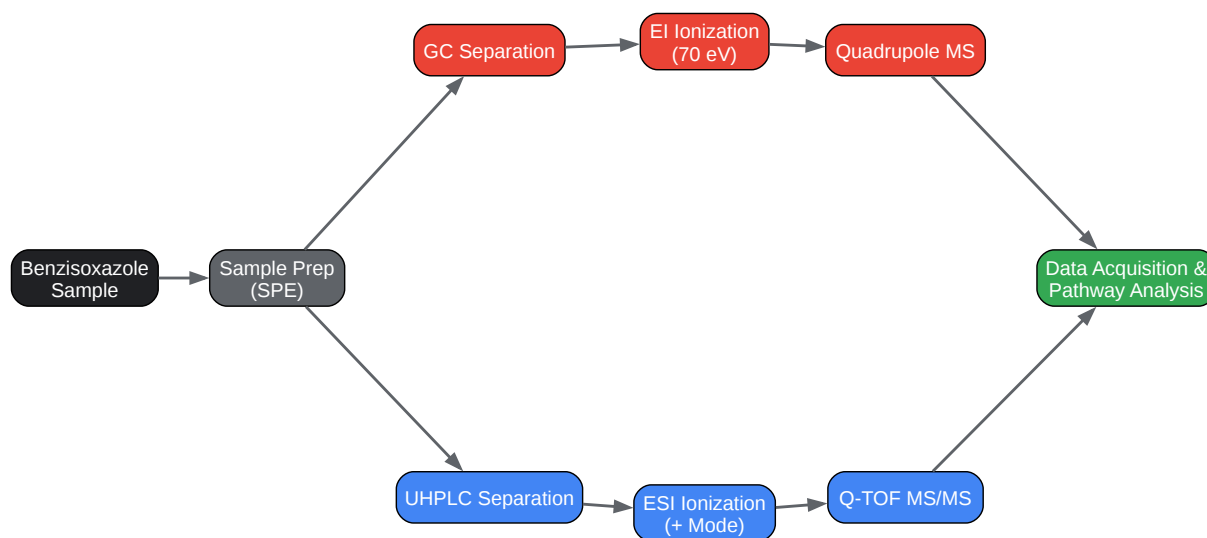 Benzisoxazole
Sample
Sample Prep
(SPE)
GC Separation
EI Ionization
(70 eV)
Quadrupole MS
UHPLC Separation
ESI Ionization
(+ Mode)
Q-TOF MS/MS
Data Acquisition &
Pathway Analysis